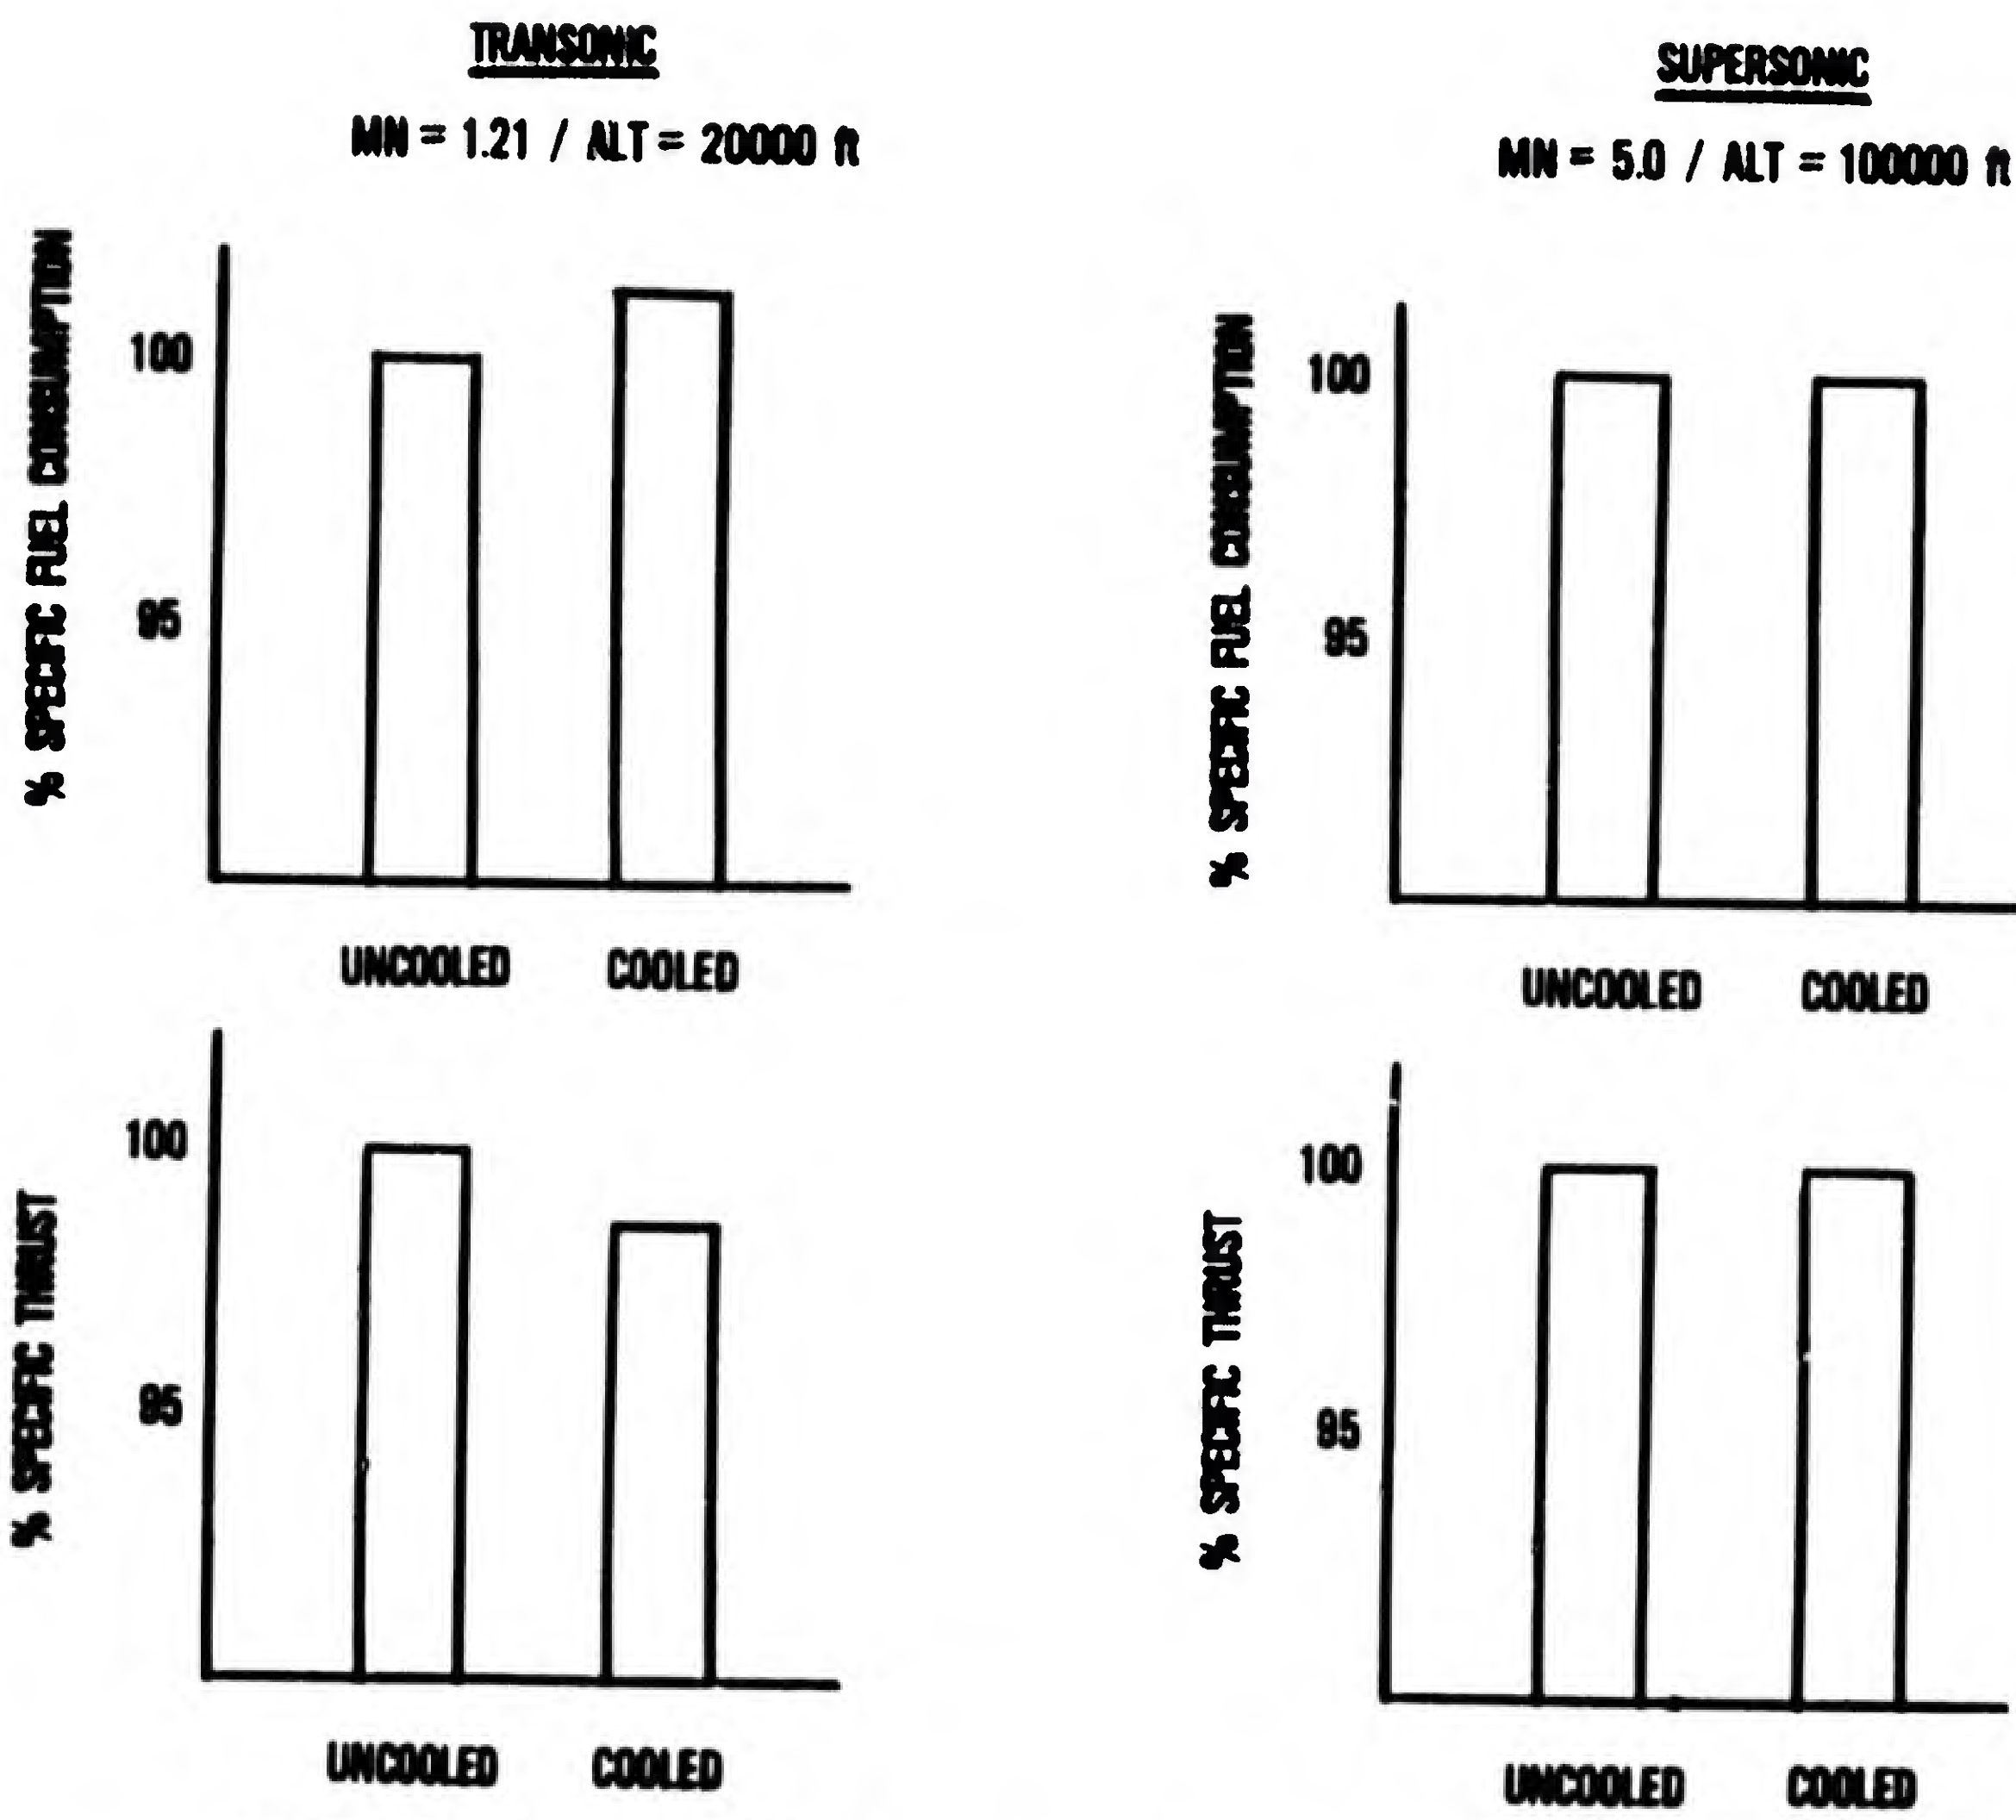 TRANSONIC
MN = 1.21 / ALT = 20000 ft
% SPECIFIC FUEL CONSUMPTION
100
95
UNCOOLED COOLED
% SPECIFIC THRUST
100
95
UNCOOLED COOLED
SUPERSONIC
MN = 5.0 / ALT = 100000 ft
% SPECIFIC FUEL CONSUMPTION
100
95
UNCOOLED COOLED
% SPECIFIC THRUST
100
95
UNCOOLED COOLED